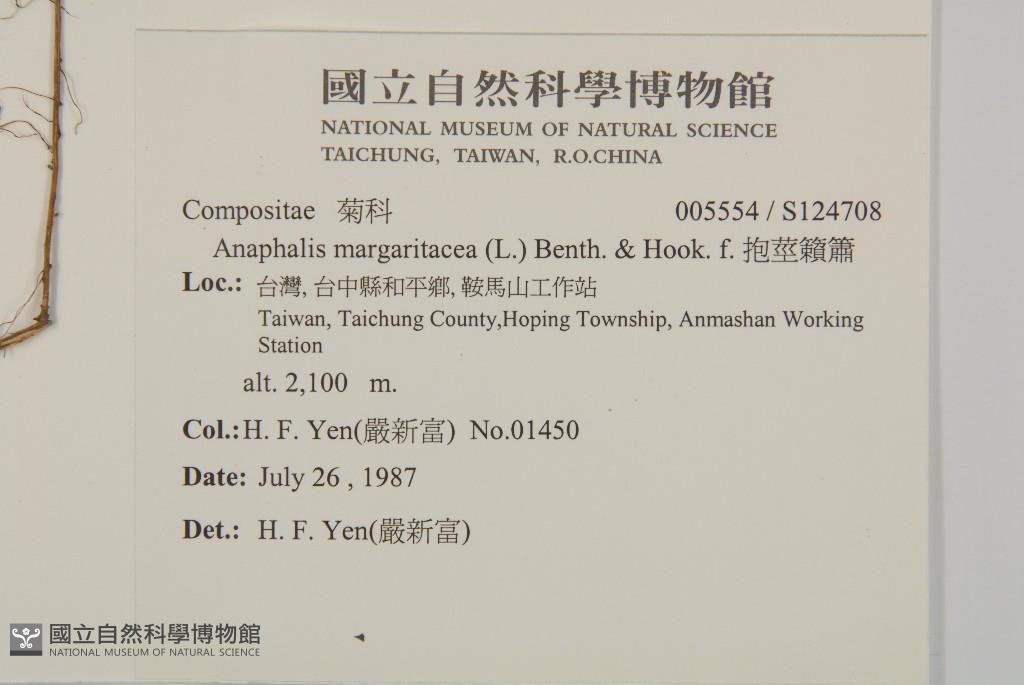 國立自然科學博物館
NATIONAL MUSEUM OF NATURAL SCIENCE
TAICHUNG, TAIWAN, R.O.CHINA
Compositae 菊科 005554 / S124708
Anaphalis margaritacea (L.) Benth. & Hook. f. 抱莖籟簫
Loc.: 台灣, 台中縣和平鄉, 鞍馬山工作站
Taiwan, Taichung County,Hoping Township, Anmashan Working
Station
alt. 2,100 m.
Col.: H. F. Yen(嚴新富) No.01450
Date: July 26 , 1987
Det.: H. F. Yen(嚴新富)
國立自然科學博物館
NATIONAL MUSEUM OF NATURAL SCIENCE